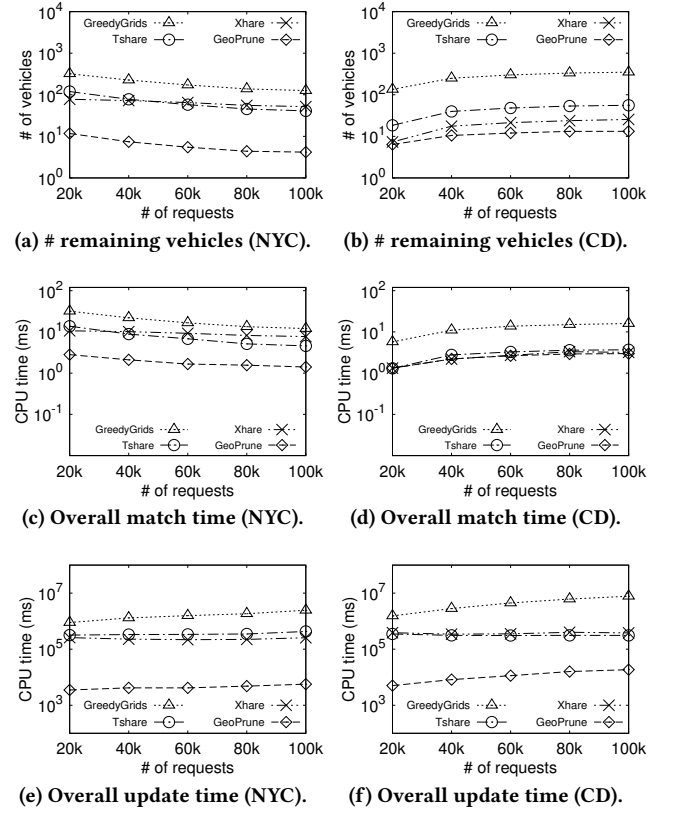 GreedyGrids Xhare
Tshare GeoPrune
10^4
10^3
10^2
10^1
10^0
# of vehicles
20k 40k 60k 80k 100k
# of requests
(a) # remaining vehicles (NYC).
GreedyGrids Xhare
Tshare GeoPrune
10^4
10^3
10^2
10^1
10^0
# of vehicles
20k 40k 60k 80k 100k
# of requests
(b) # remaining vehicles (CD).
10^2
10^1
10^0
10^-1
CPU time (ms)
GreedyGrids Xhare
Tshare GeoPrune
20k 40k 60k 80k 100k
# of requests
(c) Overall match time (NYC).
10^2
10^1
10^0
10^-1
CPU time (ms)
GreedyGrids Xhare
Tshare GeoPrune
20k 40k 60k 80k 100k
# of requests
(d) Overall match time (CD).
10^7
10^5
10^3
CPU time (ms)
GreedyGrids Xhare
Tshare GeoPrune
20k 40k 60k 80k 100k
# of requests
(e) Overall update time (NYC).
10^7
10^5
10^3
CPU time (ms)
GreedyGrids Xhare
Tshare GeoPrune
20k 40k 60k 80k 100k
# of requests
(f) Overall update time (CD).